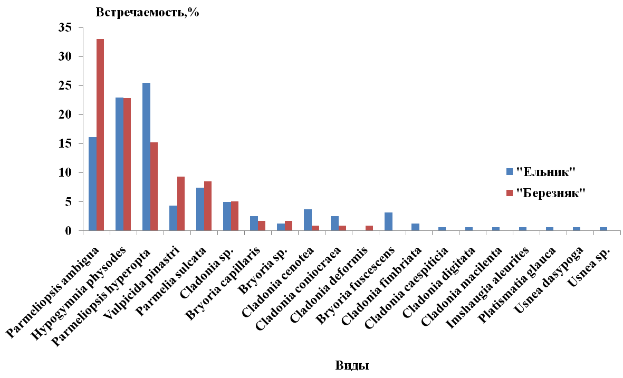 Встречаемость,%
35
30
25
20
15
10
5
0
"Ельник"
"Березняк"
Parmeliopsis ambigua
Hypogymnia physodes
Parmeliopsis hyperopta
Vulpicida pinastri
Parmelia sulcata
Cladonia sp.
Bryoria capillaris
Bryoria sp.
Cladonia cenotea
Cladonia coniocraea
Cladonia deformis
Bryoria fuscescens
Cladonia fimbriata
Cladonia caespiticia
Cladonia digitata
Cladonia macilenta
Imshaugia aleurites
Platismatia glauca
Usnea dasypoga
Usnea sp.
Виды